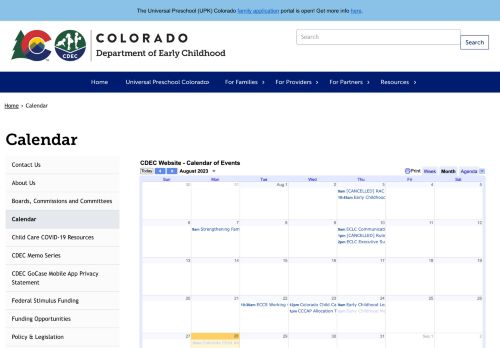 The Universal Preschool (UPK) Colorado family application portal is open! Get more info here.
COLORADO
Department of Early Childhood
CDEC
Search
Search
Home
Universal Preschool Colorado
For Families
For Providers
For Partners
Resources
Home › Calendar
Calendar
Contact Us
About Us
Boards, Commissions and Committees
Calendar
Child Care COVID-19 Resources
CDEC Memo Series
CDEC GoCase Mobile App Privacy
Statement
Federal Stimulus Funding
Funding Opportunities
Policy & Legislation
CDEC Website - Calendar of Events
Today August 2023 Print Week Month Agenda
Sun Mon Tue Wed Thu Fri Sat
30 31 Aug 1 2 3 4 5
9am [CANCELLED] RAC
10:45am Early Childhood
6 7 8 9 10 11 12
9am Strengthening Fam
9am ECLC Communicat
1pm [CANCELLED] Rules
2pm ECLC Executive Su
13 14 15 16 17 18 19
20 21 22 23 24 25 26
10:30am ECCS Working
12pm Colorado Child Ca
1pm CCCAP Allocation T
9am Early Childhood Le
27 28 29 30 31 Sep 1 2